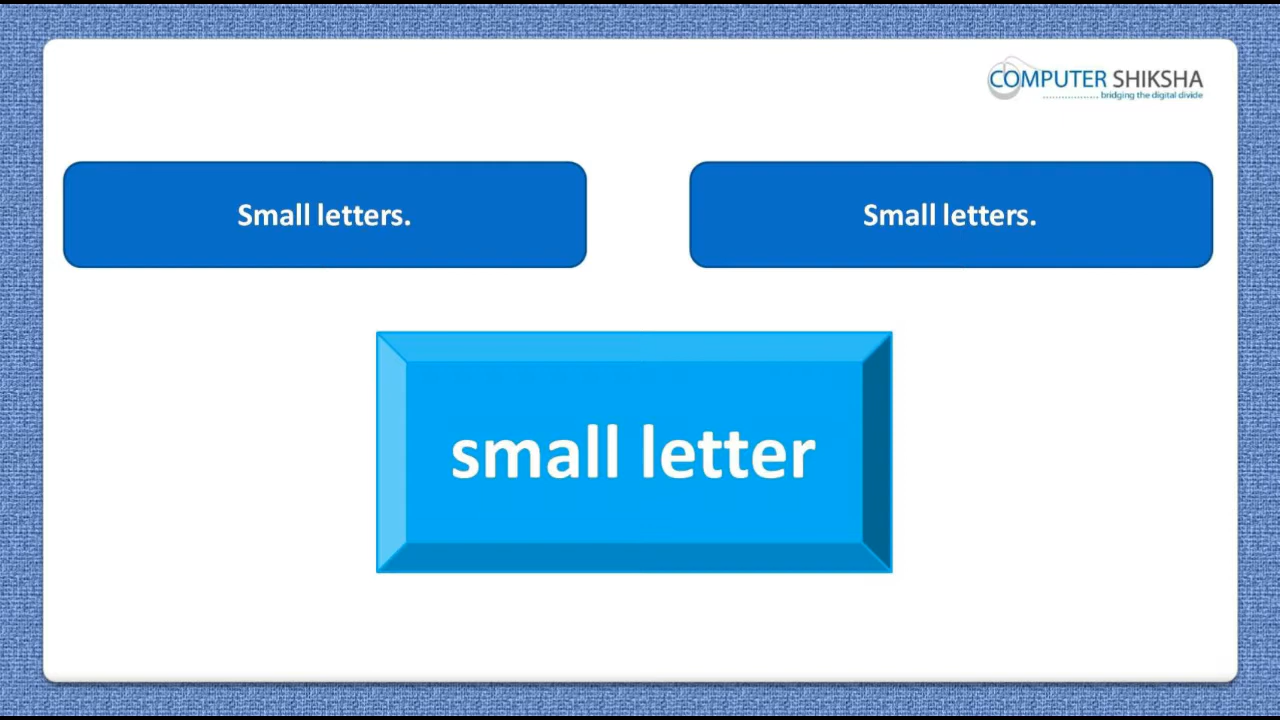 COMPUTER SHIKSHA
bridging the digital divide
Small letters.
Small letters.
small letter